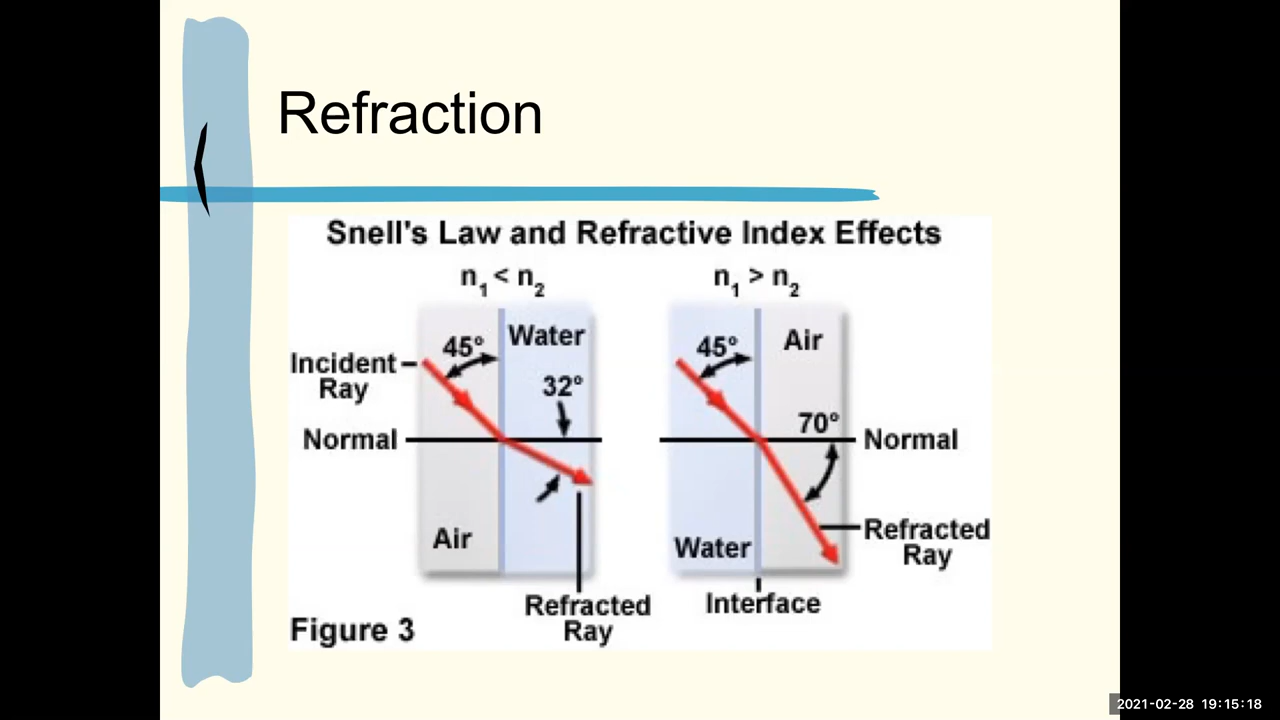 Refraction
Snell's Law and Refractive Index Effects
n1 < n2
n1 > n2
45°
Water
Incident
Ray
32°
Normal
Air
Refracted
Ray
45°
Air
70°
Normal
Water
Refracted
Ray
Interface
Figure 3
2021-02-28 19:15:18